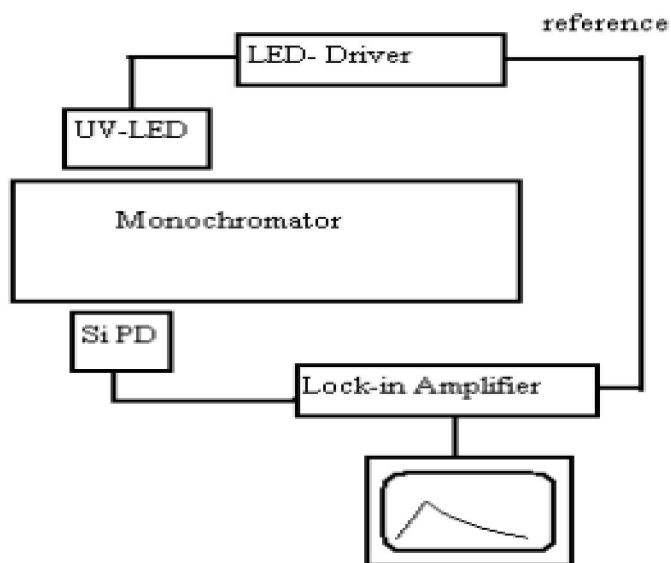 reference
LED- Driver
UV-LED
Monochromator
Si PD
Lock-in Amplifier